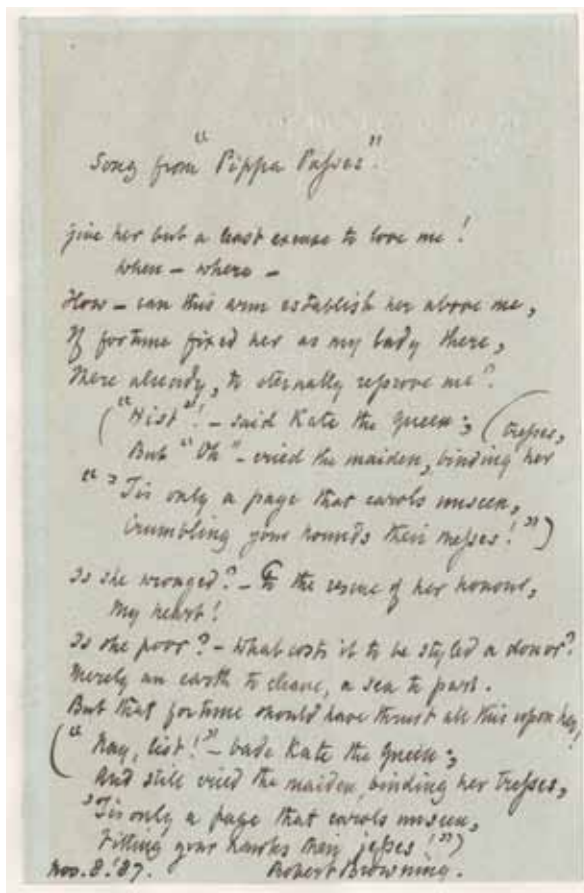 Song from "Pippa Passes".
Give her but a least excuse to love me!
When - where -
How - can this arm establish her above me,
If fortune fixed her as my lady there,
There already, to eternally reprove me?
("Hist"! - said Kate the Queen; (tresses,
But "Oh" - cried the maiden, binding her
"'Tis only a page that carols unseen,
Crumbling your hounds their messes!")
Is she wronged? - To the rescue of her honour,
My heart!
Is she poor? - What costs it to be styled a donor?
Merely an earth to cleave, a sea to part.
But that fortune should have thrust all this upon her!
("Nay, list!" - bade Kate the Queen;
And still cried the maiden, binding her tresses,
'Tis only a page that carols unseen,
Fitting your hawks their jesses!")
Nov. 8. '87. Robert Browning.